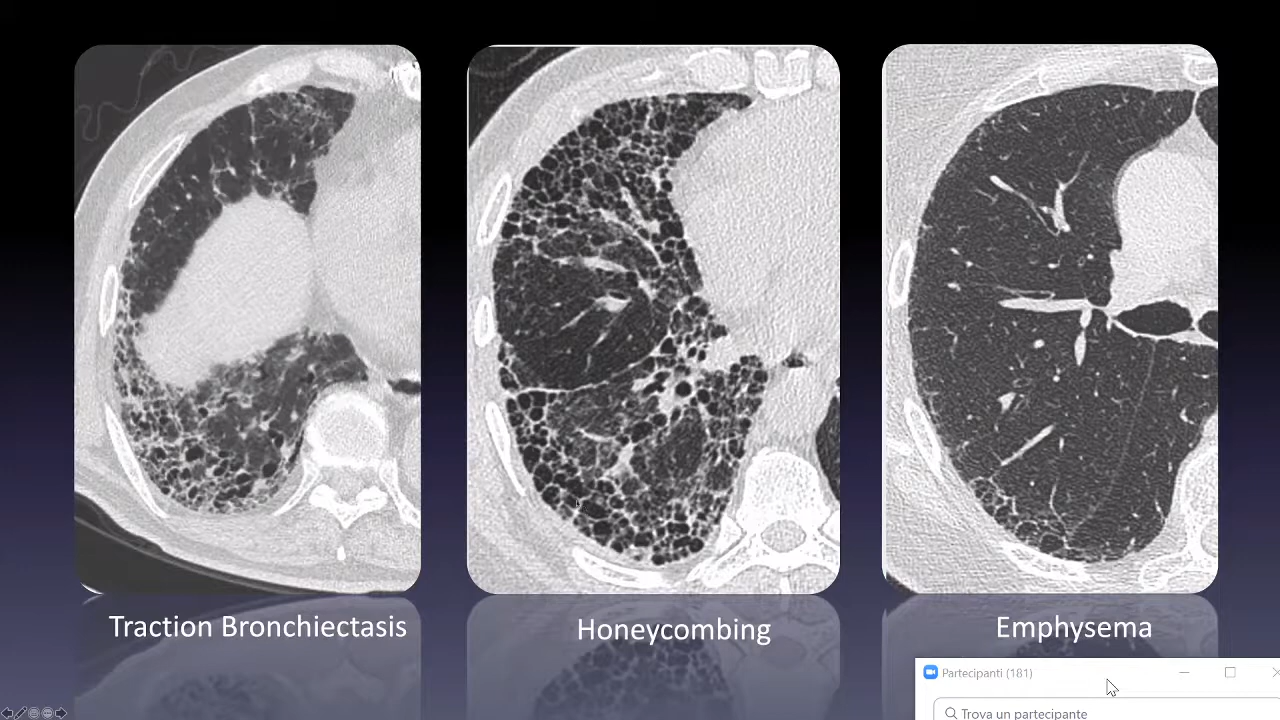 Traction Bronchiectasis
Honeycombing
Emphysema
Partecipanti (181)
Trova un partecipante